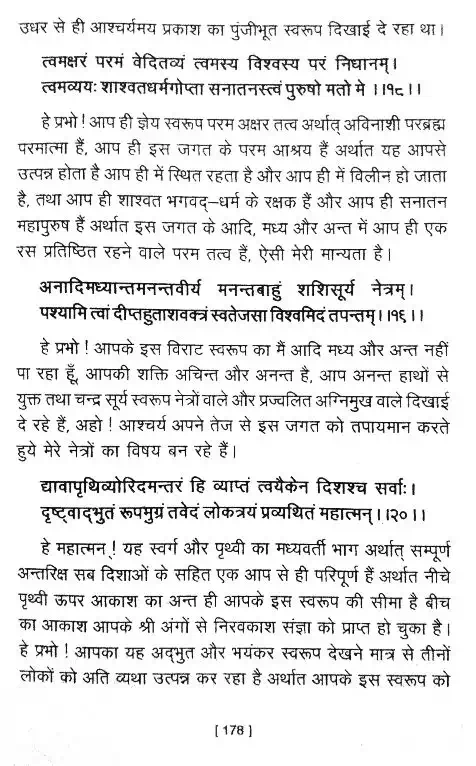 उधर से ही आश्चर्यमय प्रकाश का पुंजीभूत स्वरूप दिखाई दे रहा था।
त्वमक्षरं परमं वेदितव्यं त्वमस्य विश्वस्य परं निधानम्।
त्वमव्ययः शाश्वतधर्मगोप्ता सनातनस्त्वं पुरुषो मतो मे ।।१८।।
हे प्रभो ! आप ही ज्ञेय स्वरूप परम अक्षर तत्व अर्थात् अविनाशी परब्रह्म
परमात्मा हैं, आप ही इस जगत के परम आश्रय हैं अर्थात यह आपसे
उत्पन्न होता है आप ही में स्थित रहता है और आप ही में विलीन हो जाता
है, तथा आप ही शाश्वत भगवद्–धर्म के रक्षक हैं और आप ही सनातन
महापुरुष हैं अर्थात इस जगत के आदि, मध्य और अन्त में आप ही एक
रस प्रतिष्ठित रहने वाले परम तत्व हैं, ऐसी मेरी मान्यता है।
अनादिमध्यान्तमनन्तवीर्य मनन्तबाहुं शशिसूर्य नेत्रम्।
पश्यामि त्वां दीप्तहुताशवक्त्रं स्वतेजसा विश्वमिदं तपन्तम्।।१९।।
हे प्रभो ! आपके इस विराट स्वरूप का मैं आदि मध्य और अन्त नहीं
पा रहा हूँ, आपकी शक्ति अचिन्त और अनन्त है, आप अनन्त हाथों से
युक्त तथा चन्द्र सूर्य स्वरूप नेत्रों वाले और प्रज्वलित अग्निमुख वाले दिखाई
दे रहे हैं, अहो ! आश्चर्य अपने तेज से इस जगत को तपायमान करते
हुये मेरे नेत्रों का विषय बन रहे हैं।
द्यावापृथिव्योरिदमन्तरं हि व्याप्तं त्वयैकेन दिशश्च सर्वाः।
दृष्ट्वाद्भुतं रूपमुग्रं तवेदं लोकत्रयं प्रव्यथितं महात्मन्।।२०।।
हे महात्मन् ! यह स्वर्ग और पृथ्वी का मध्यवर्ती भाग अर्थात् सम्पूर्ण
अन्तरिक्ष सब दिशाओं के सहित एक आप से ही परिपूर्ण हैं अर्थात नीचे
पृथ्वी ऊपर आकाश का अन्त ही आपके इस स्वरूप की सीमा है बीच
का आकाश आपके श्री अंगों से निरवकाश संज्ञा को प्राप्त हो चुका है।
हे प्रभो ! आपका यह अद्भुत और भयंकर स्वरूप देखने मात्र से तीनों
लोकों को अति व्यथा उत्पन्न कर रहा है अर्थात आपके इस स्वरूप को
[ 178 ]